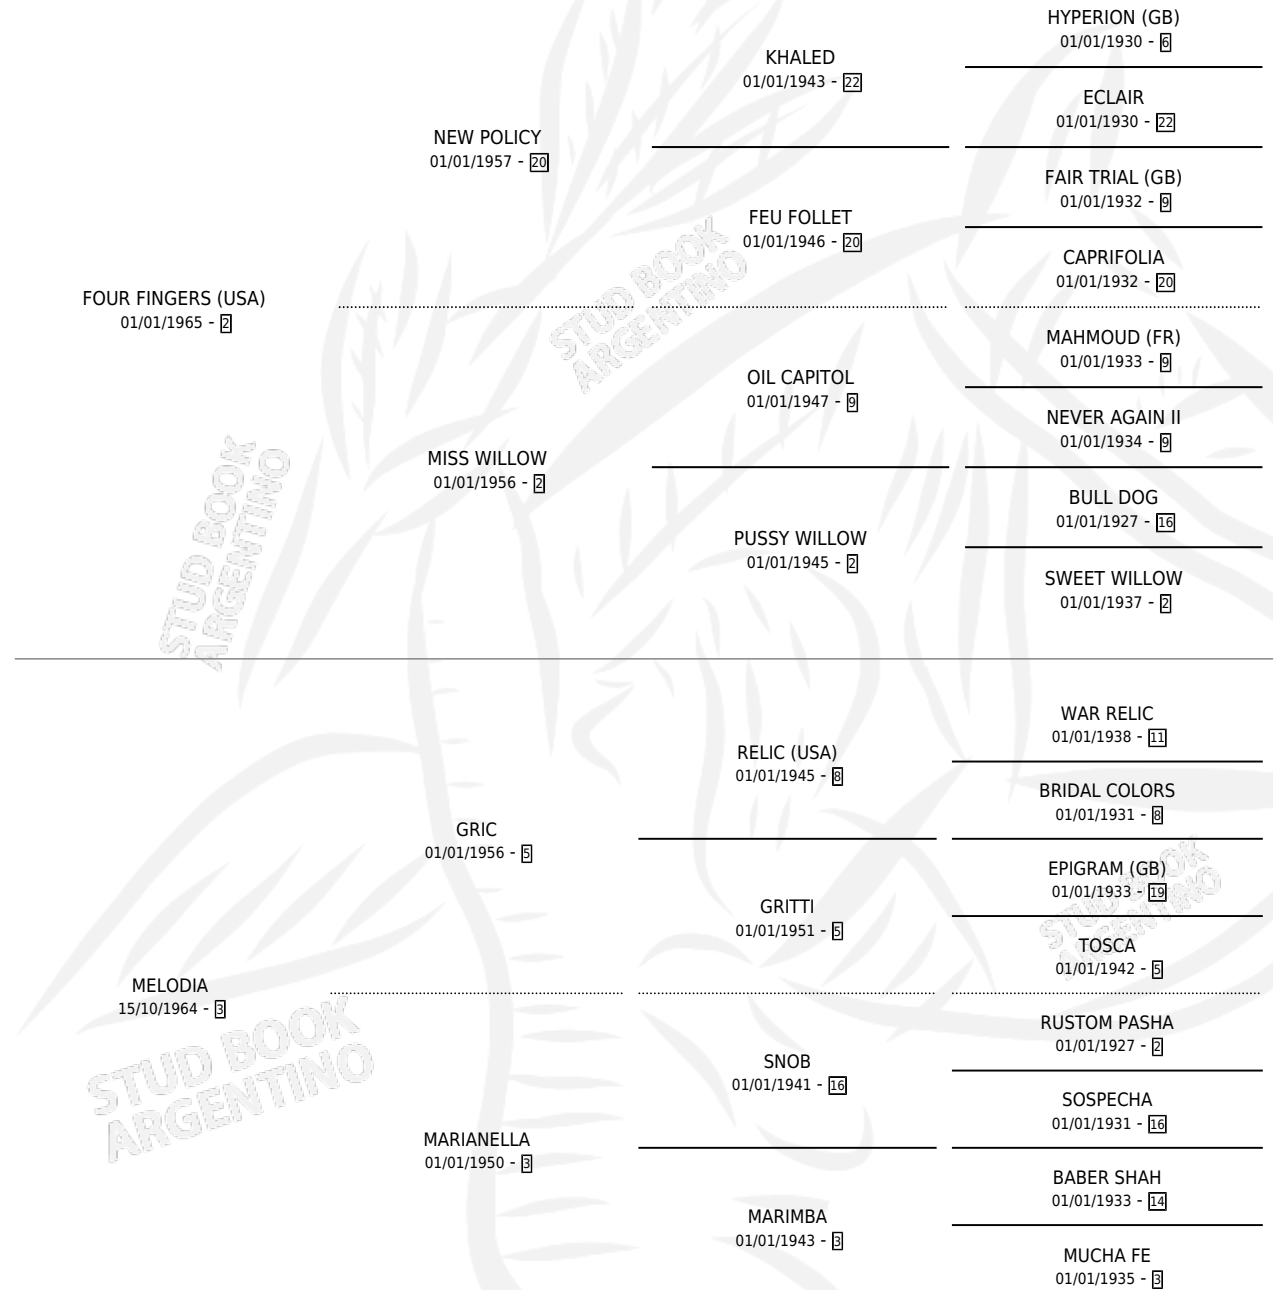 HYPERION (GB)
01/01/1930 - 6
KHALED
01/01/1943 - 22
ECLAIR
01/01/1930 - 22
NEW POLICY
01/01/1957 - 20
FAIR TRIAL (GB)
01/01/1932 - 9
FEU FOLLET
01/01/1946 - 20
CAPRIFOLIA
01/01/1932 - 20
FOUR FINGERS (USA)
01/01/1965 - 2
MAHMOUD (FR)
01/01/1933 - 9
OIL CAPITOL
01/01/1947 - 9
NEVER AGAIN II
01/01/1934 - 9
MISS WILLOW
01/01/1956 - 2
BULL DOG
01/01/1927 - 16
PUSSY WILLOW
01/01/1945 - 2
SWEET WILLOW
01/01/1937 - 2
WAR RELIC
01/01/1938 - 11
RELIC (USA)
01/01/1945 - 8
BRIDAL COLORS
01/01/1931 - 8
GRIC
01/01/1956 - 5
EPIGRAM (GB)
01/01/1933 - 19
GRITTI
01/01/1951 - 5
TOSCA
01/01/1942 - 5
MELODIA
15/10/1964 - 3
RUSTOM PASHA
01/01/1927 - 2
SNOB
01/01/1941 - 16
SOSPECHA
01/01/1931 - 16
MARIANELLA
01/01/1950 - 3
BABER SHAH
01/01/1933 - 14
MARIMBA
01/01/1943 - 3
MUCHA FE
01/01/1935 - 3
STUD BOOK
ARGENTINO
STUD BOOK
ARGENTINO
STUD BOOK
ARGENTINO
STUD BOOK
ARGENTINO